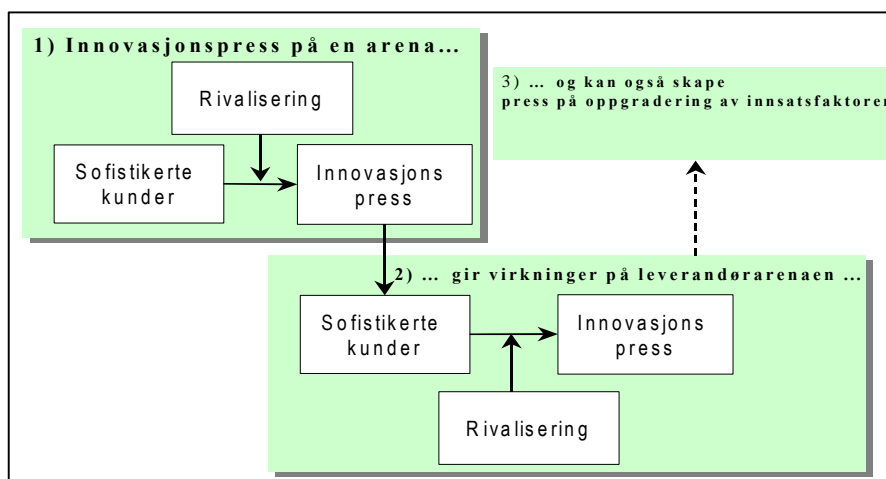 1) Innovasjonspress på en arena…
Rivalisering
Sofistikerte
kunder
Innovasjons
press
3) … og kan også skape
press på oppgradering av innsatsfaktorer
2) … gir virkninger på leverandørarenaen …
Sofistikerte
kunder
Innovasjons
press
Rivalisering